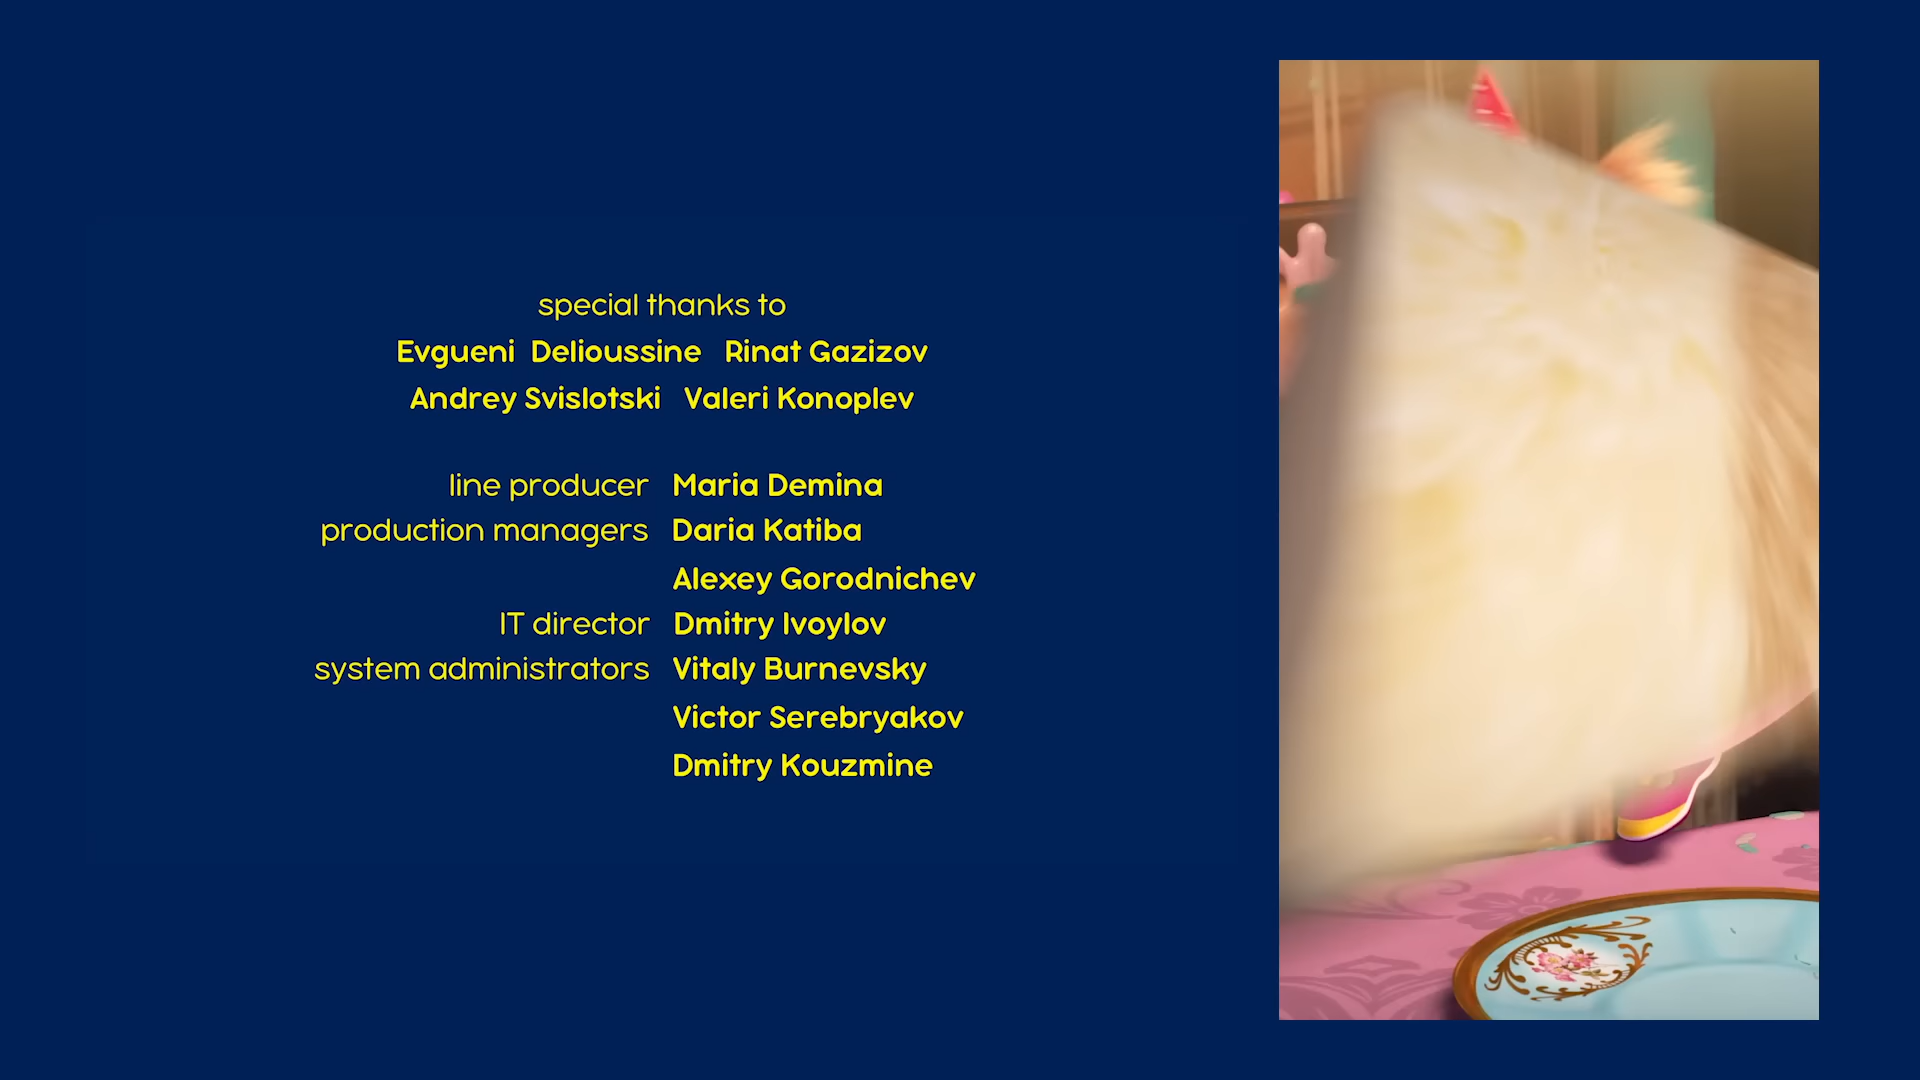 special thanks to
Evgueni Delioussine Rinat Gazizov
Andrey Svislotski Valeri Konoplev
line producer Maria Demina
production managers Daria Katiba
Alexey Gorodnichev
IT director Dmitry Ivoylov
system administrators Vitaly Burnevsky
Victor Serebryakov
Dmitry Kouzmine